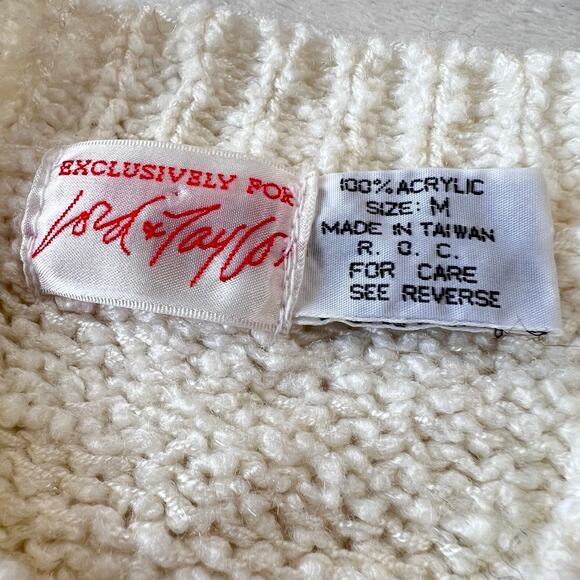 EXCLUSIVELY FOR
Lord & Taylor
100% ACRYLIC
SIZE: M
MADE IN TAIWAN
R. O. C.
FOR CARE
SEE REVERSE